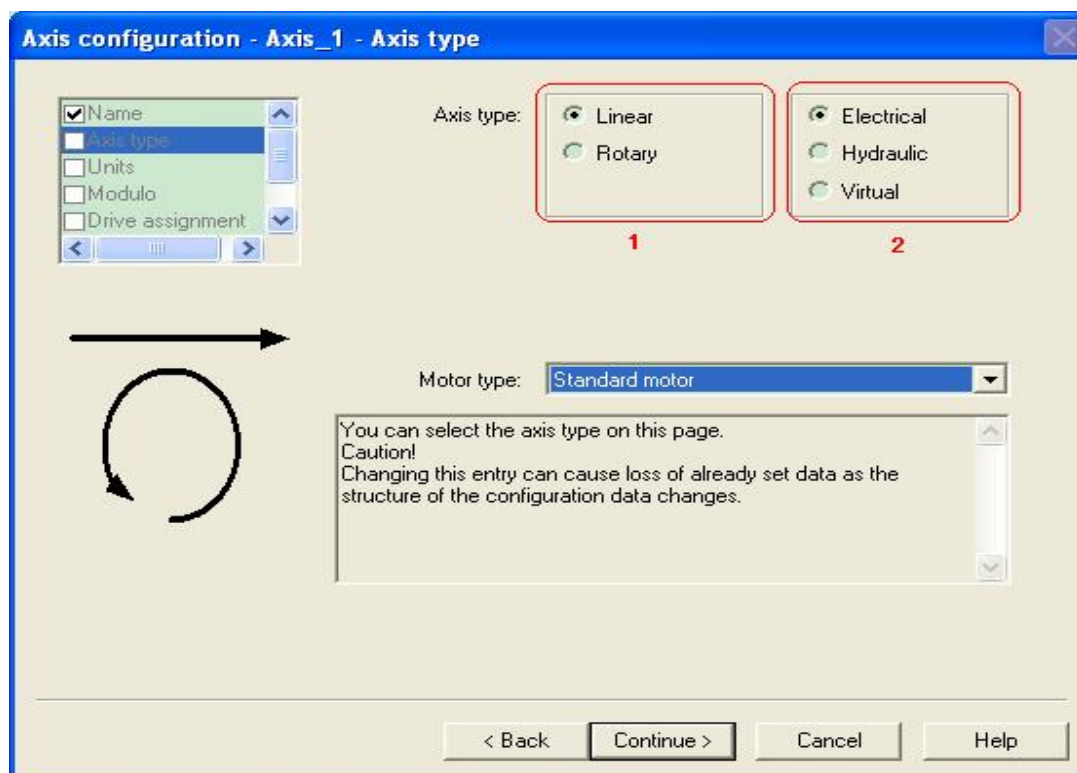 Axis configuration - Axis_1 - Axis type
Name
Axis type
Units
Modulo
Drive assignment
Axis type:
Linear
Rotary
1
Electrical
Hydraulic
Virtual
2
Motor type:
Standard motor
You can select the axis type on this page.
Caution!
Changing this entry can cause loss of already set data as the
structure of the configuration data changes.
< Back
Continue >
Cancel
Help